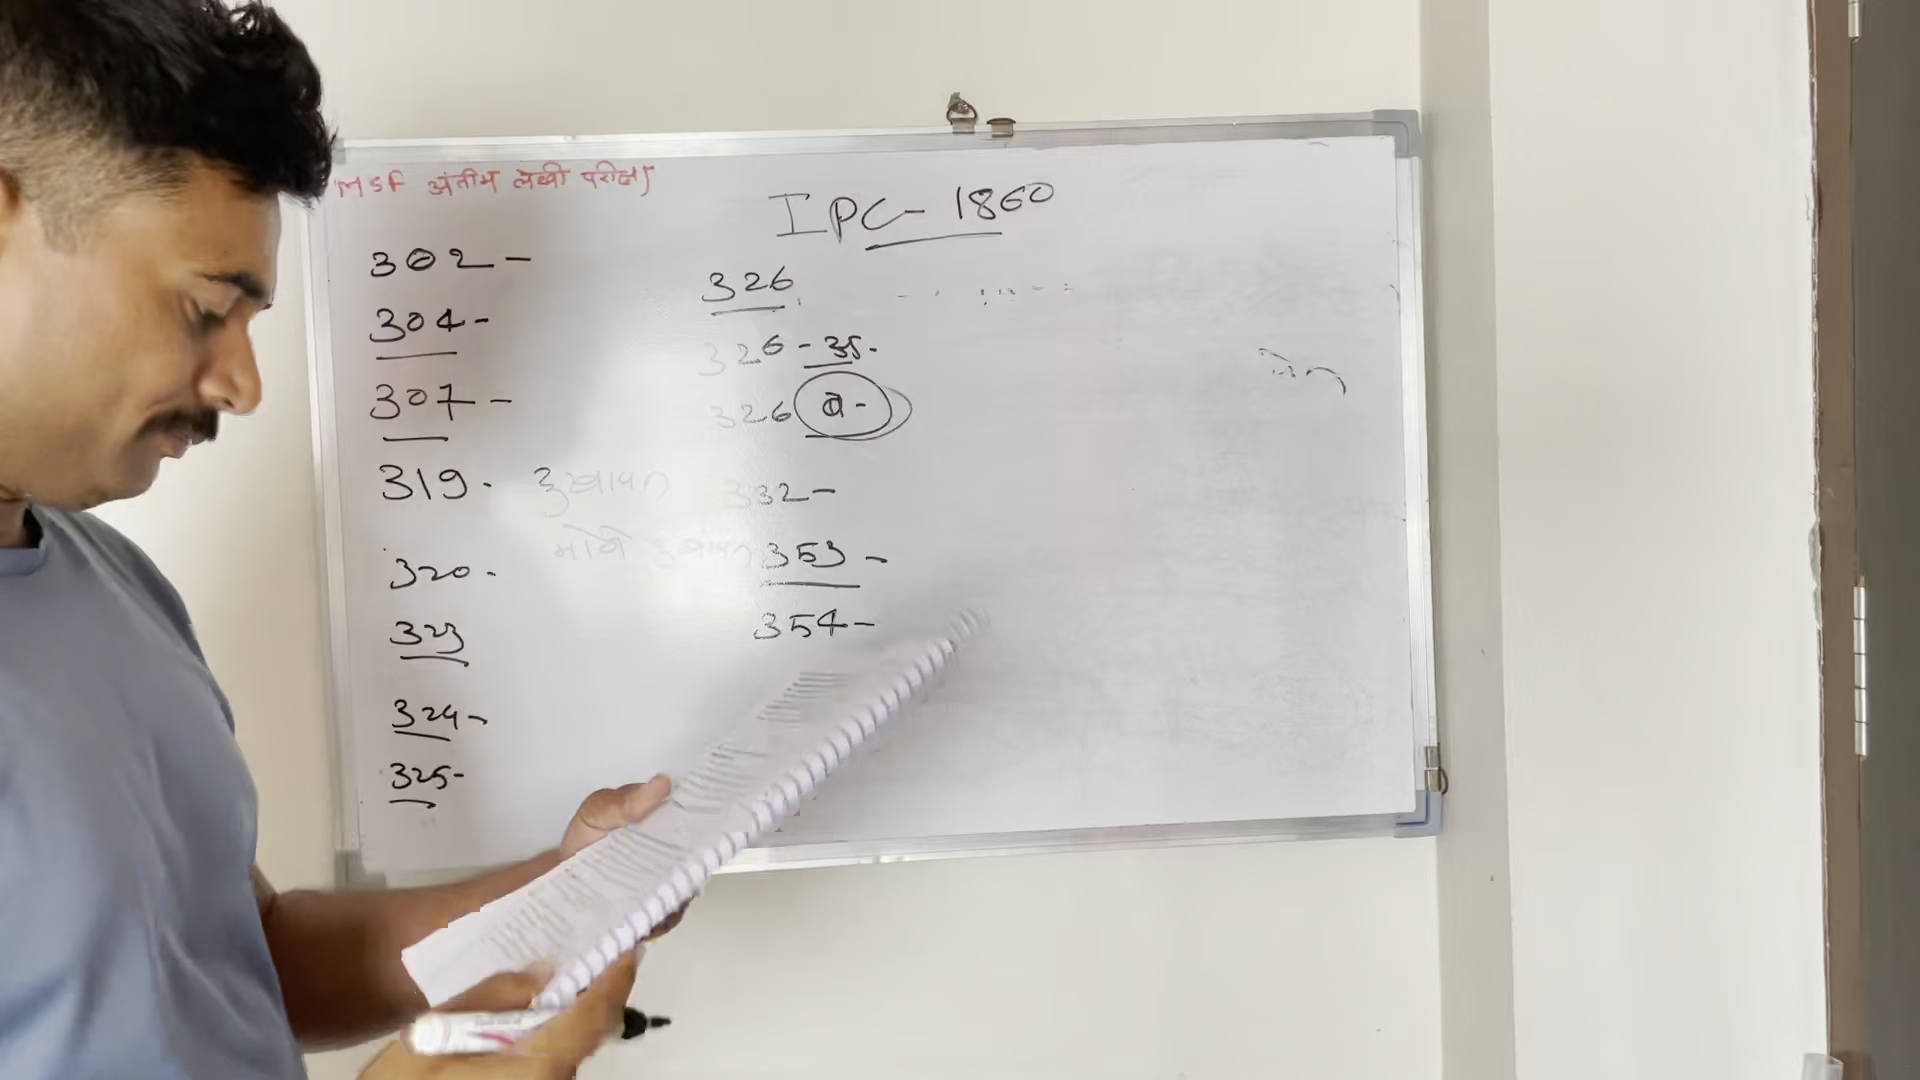 MSF अंतीम लेखी परीक्षा
IPC - 1860
302 -
304 -
307 -
319 - दुखापत
320 -
323
324 -
325 -
326
326 - अ -
326 ब -
332 -
353 -
354 -